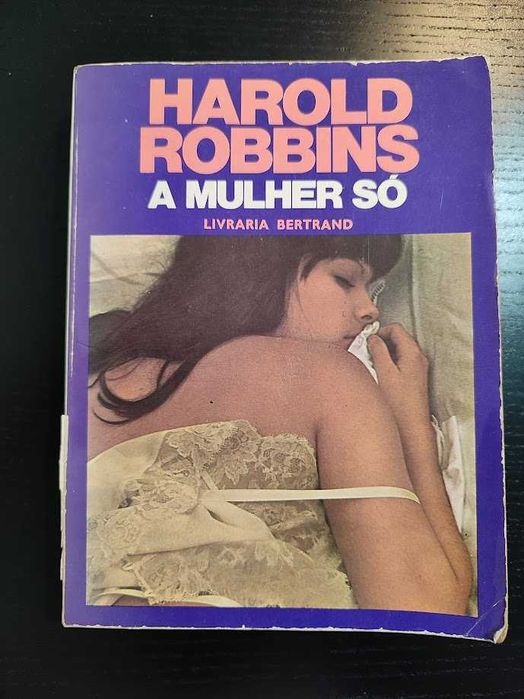 HAROLD
ROBBINS
A MULHER SÓ
LIVRARIA BERTRAND